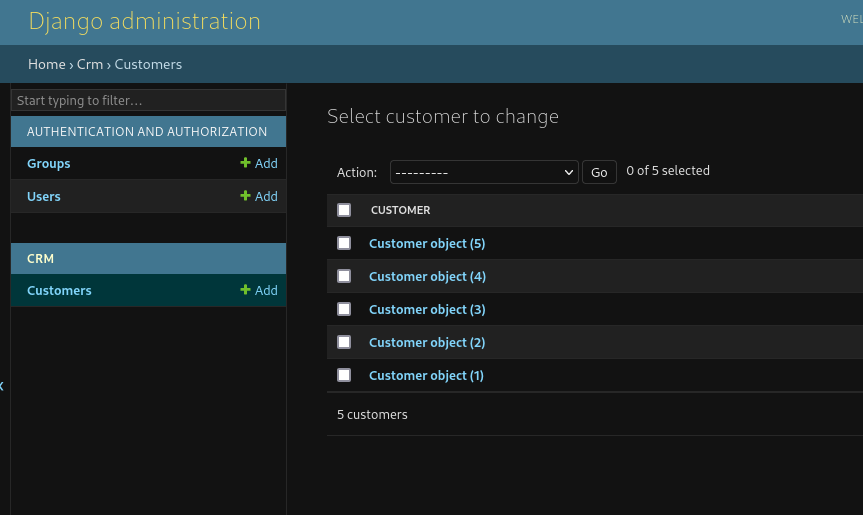 Django administration
WEL
Home › Crm › Customers
Start typing to filter...
AUTHENTICATION AND AUTHORIZATION
Groups + Add
Users + Add
CRM
Customers + Add
Select customer to change
Action: --------- Go 0 of 5 selected
CUSTOMER
Customer object (5)
Customer object (4)
Customer object (3)
Customer object (2)
Customer object (1)
5 customers